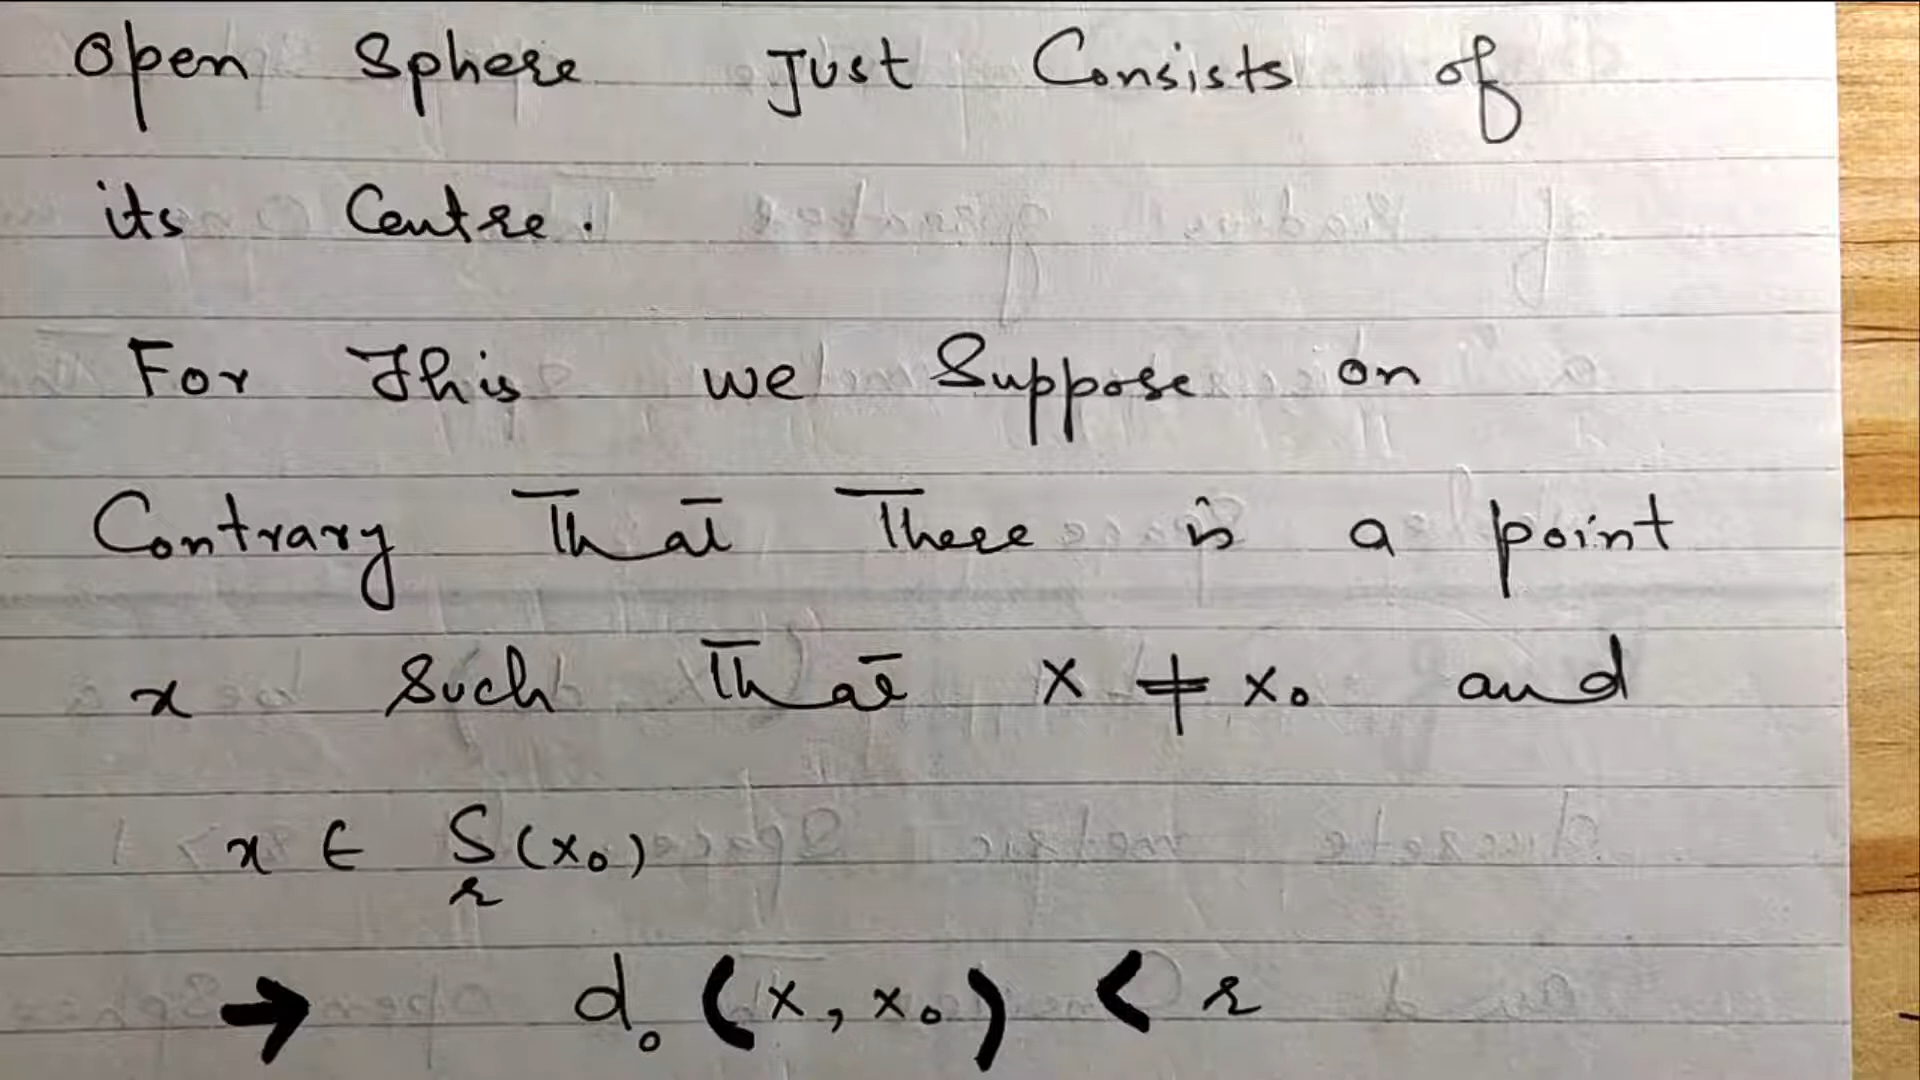 Open Sphere Just Consists of
its Centre.
For This we Suppose on
Contrary That There is a point
x such That x ≠ x₀ and
x ∈ Sᵣ(x₀)
→ d₀(x, x₀) < r